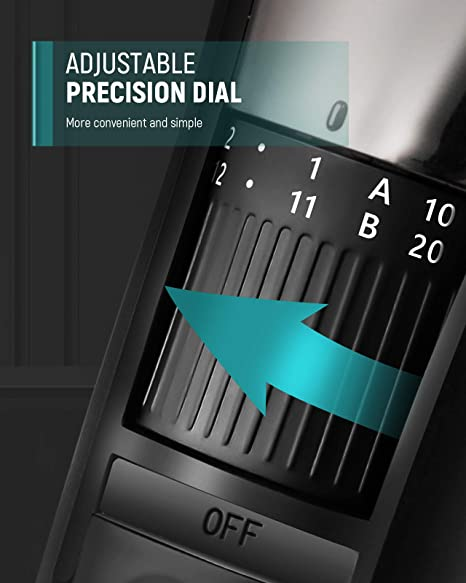 ADJUSTABLE
PRECISION DIAL
More convenient and simple
2 • 1 A 10
12 • 11 B 20
OFF